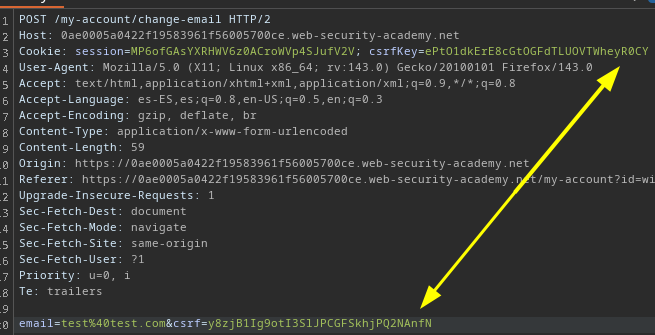 1 POST /my-account/change-email HTTP/2
2 Host: 0ae0005a0422f19583961f56005700ce.web-security-academy.net
3 Cookie: session=MP6ofGAsYXRHWV6z0ACroWVp4SJufV2V; csrfKey=ePtO1dkErE8cGtOGFdTLUOVTWheyR0CY
4 User-Agent: Mozilla/5.0 (X11; Linux x86_64; rv:143.0) Gecko/20100101 Firefox/143.0
5 Accept: text/html,application/xhtml+xml,application/xml;q=0.9,*/*;q=0.8
6 Accept-Language: es-ES,es;q=0.8,en-US;q=0.5,en;q=0.3
7 Accept-Encoding: gzip, deflate, br
8 Content-Type: application/x-www-form-urlencoded
9 Content-Length: 59
10 Origin: https://0ae0005a0422f19583961f56005700ce.web-security-academy.net
11 Referer: https://0ae0005a0422f19583961f56005700ce.web-security-academy.net/my-account?id=wi
12 Upgrade-Insecure-Requests: 1
13 Sec-Fetch-Dest: document
14 Sec-Fetch-Mode: navigate
15 Sec-Fetch-Site: same-origin
16 Sec-Fetch-User: ?1
17 Priority: u=0, i
18 Te: trailers
19
20 email=test%40test.com&csrf=y8zjB1Ig9otI3SlJPCGFSkhjPQ2NAnfN